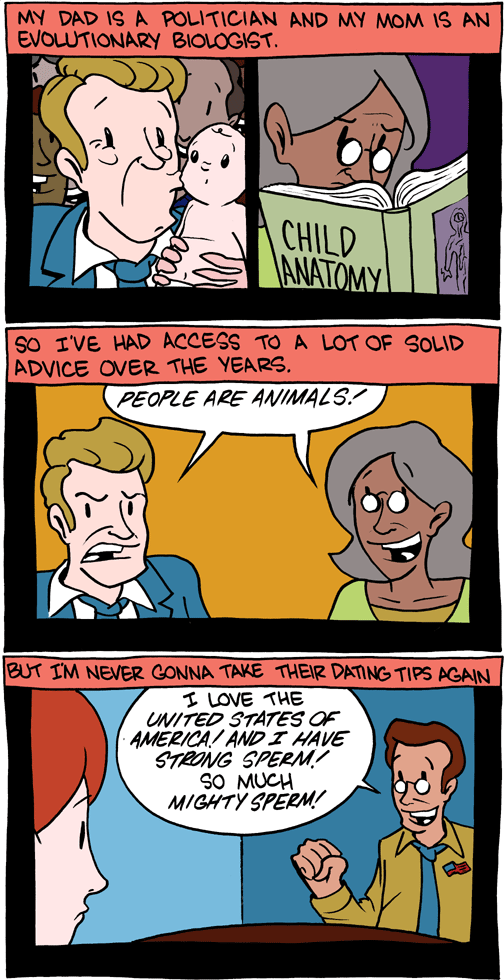 MY DAD IS A POLITICIAN AND MY MOM IS AN
EVOLUTIONARY BIOLOGIST.
CHILD
ANATOMY
SO I'VE HAD ACCESS TO A LOT OF SOLID
ADVICE OVER THE YEARS.
PEOPLE ARE ANIMALS!
BUT I'M NEVER GONNA TAKE THEIR DATING TIPS AGAIN
I LOVE THE
UNITED STATES OF
AMERICA! AND I HAVE
STRONG SPERM!
SO MUCH
MIGHTY SPERM!